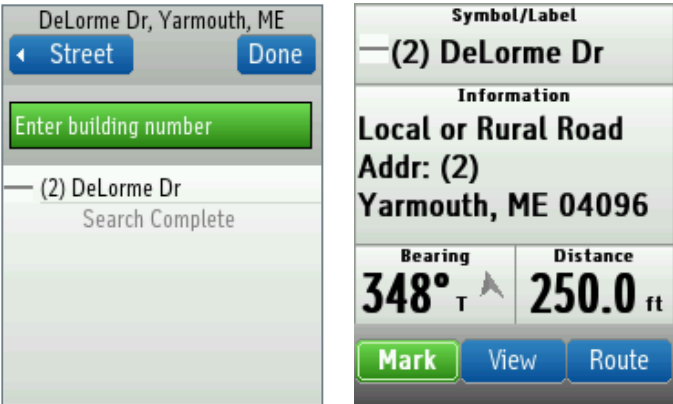 DeLorme Dr, Yarmouth, ME
Street
Done
Enter building number
(2) DeLorme Dr
Search Complete
Symbol/Label
(2) DeLorme Dr
Information
Local or Rural Road
Addr: (2)
Yarmouth, ME 04096
Bearing
348° T
Distance
250.0 ft
Mark
View
Route